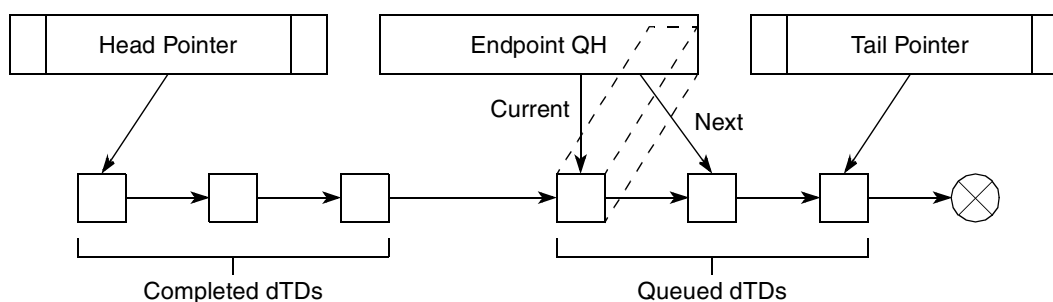 Head Pointer
Endpoint QH
Tail Pointer
Current
Next
Completed dTDs
Queued dTDs